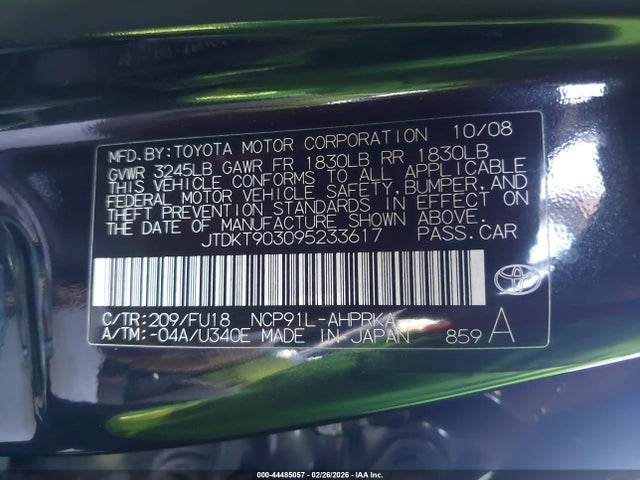 MFD.BY:TOYOTA MOTOR CORPORATION 10/08
GVWR 3245LB GAWR FR 1830LB RR 1830LB
THIS VEHICLE CONFORMS TO ALL APPLICABLE
FEDERAL MOTOR VEHICLE SAFETY,BUMPER,AND
THEFT PREVENTION STANDARDS IN EFFECT ON
THE DATE OF MANUFACTURE SHOWN ABOVE.
JTDKT903095233617 PASS.CAR
C/TR:209/FU18 NCP91L-AHPRKA
A/TM:-04A/U340E MADE IN JAPAN 859 A
000-44485057 | 02/26/2026 | IAA Inc.